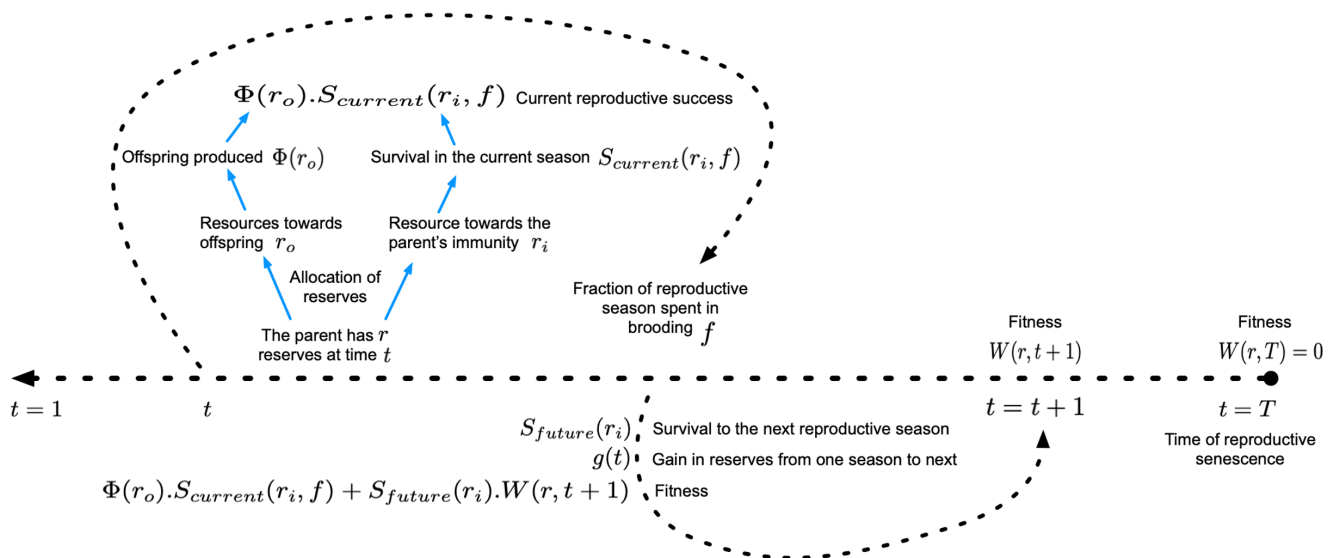 Φ(r_o).S_current(r_i, f) Current reproductive success
Offspring produced Φ(r_o)
Survival in the current season S_current(r_i, f)
Resources towards
offspring r_o
Resource towards the
parent's immunity r_i
Allocation of
reserves
The parent has r
reserves at time t
Fraction of reproductive
season spent in
brooding f
Fitness
W(r, t + 1)
Fitness
W(r, T) = 0
t = 1
t
t = t + 1
t = T
Time of reproductive
senescence
S_future(r_i) Survival to the next reproductive season
g(t) Gain in reserves from one season to next
Φ(r_o).S_current(r_i, f) + S_future(r_i).W(r, t + 1) Fitness